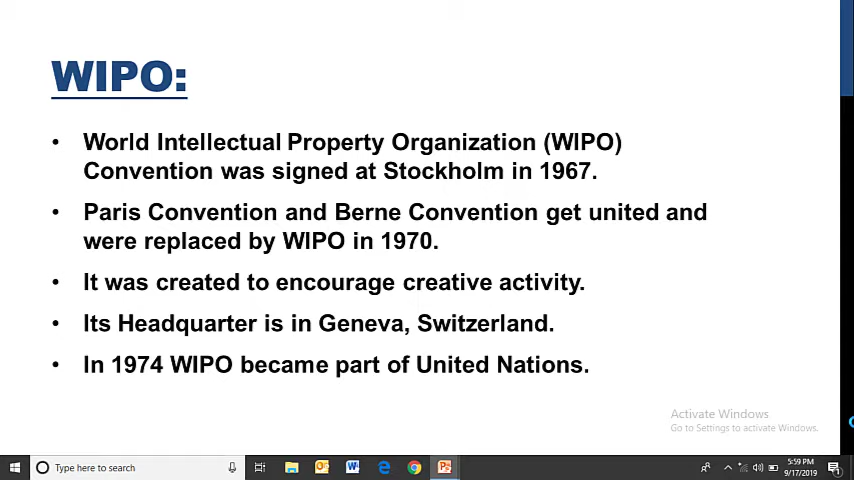 WIPO:
• World Intellectual Property Organization (WIPO)
Convention was signed at Stockholm in 1967.
• Paris Convention and Berne Convention get united and
were replaced by WIPO in 1970.
• It was created to encourage creative activity.
• Its Headquarter is in Geneva, Switzerland.
• In 1974 WIPO became part of United Nations.
Activate Windows
Go to Settings to activate Windows.
Type here to search
5:59 PM
9/17/2019